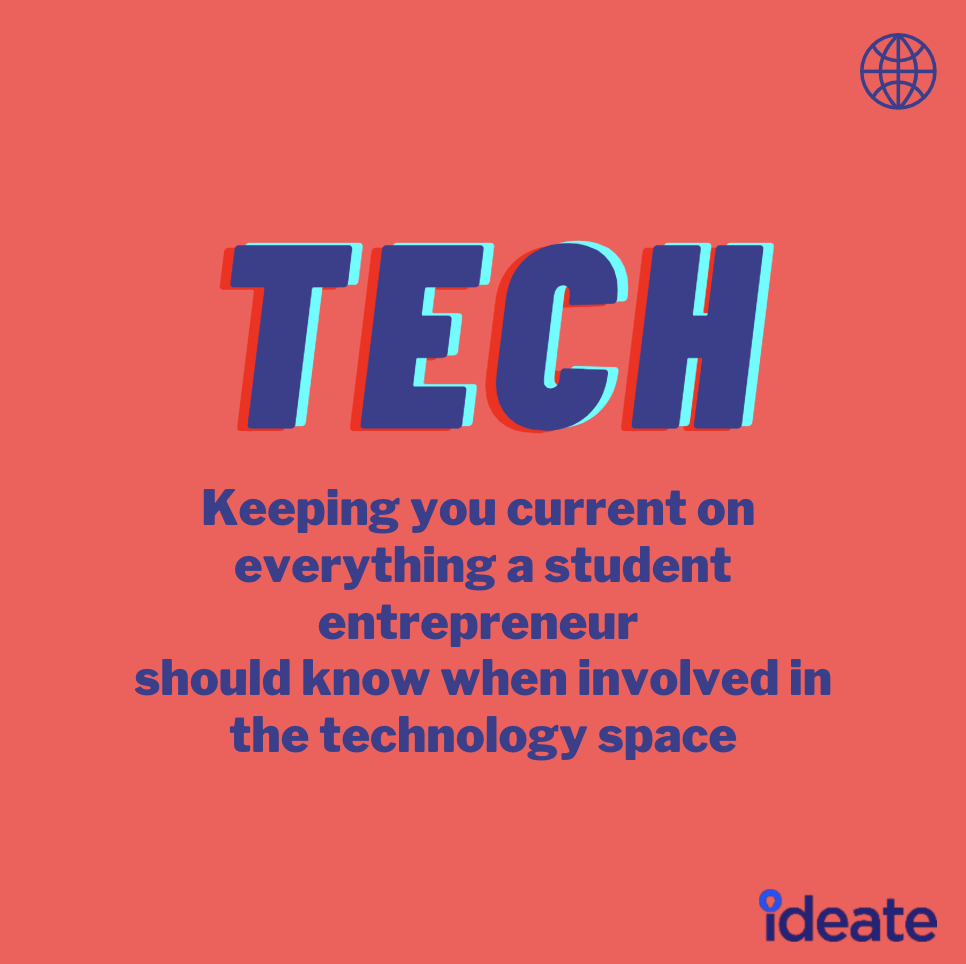 TECH
Keeping you current on
everything a student
entrepreneur
should know when involved in
the technology space
ideate